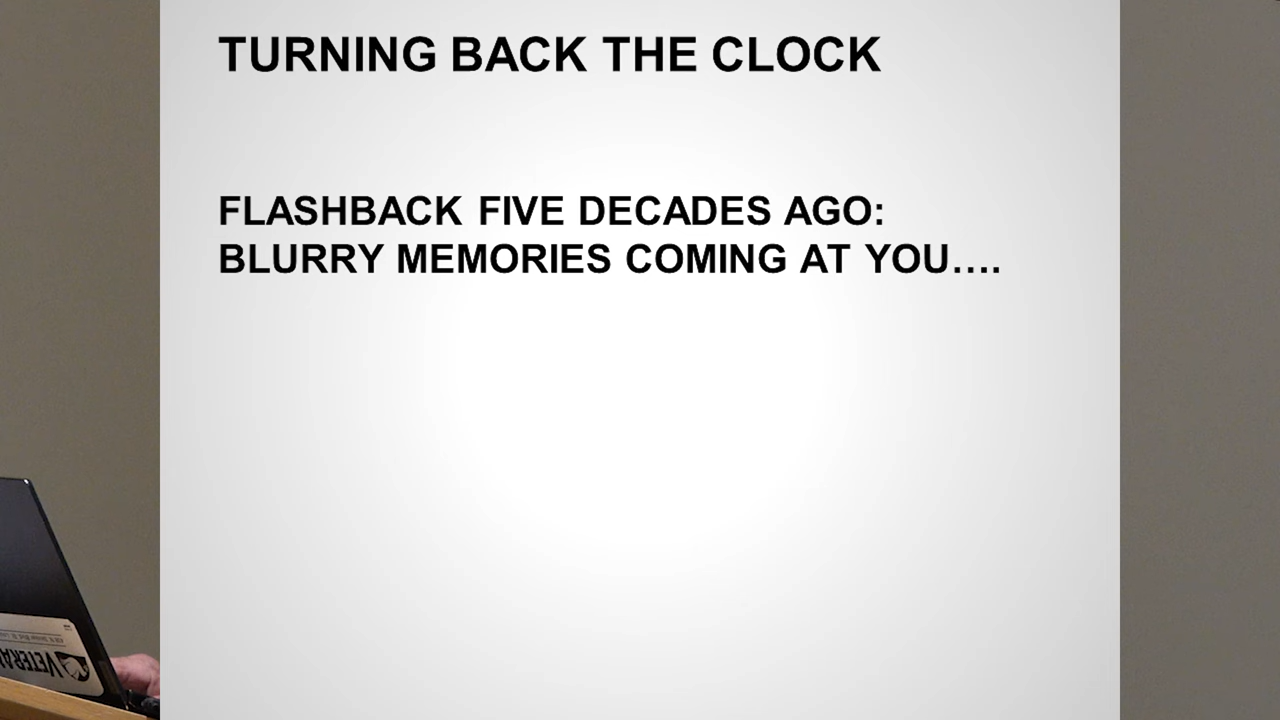 TURNING BACK THE CLOCK
FLASHBACK FIVE DECADES AGO:
BLURRY MEMORIES COMING AT YOU….
VETERA